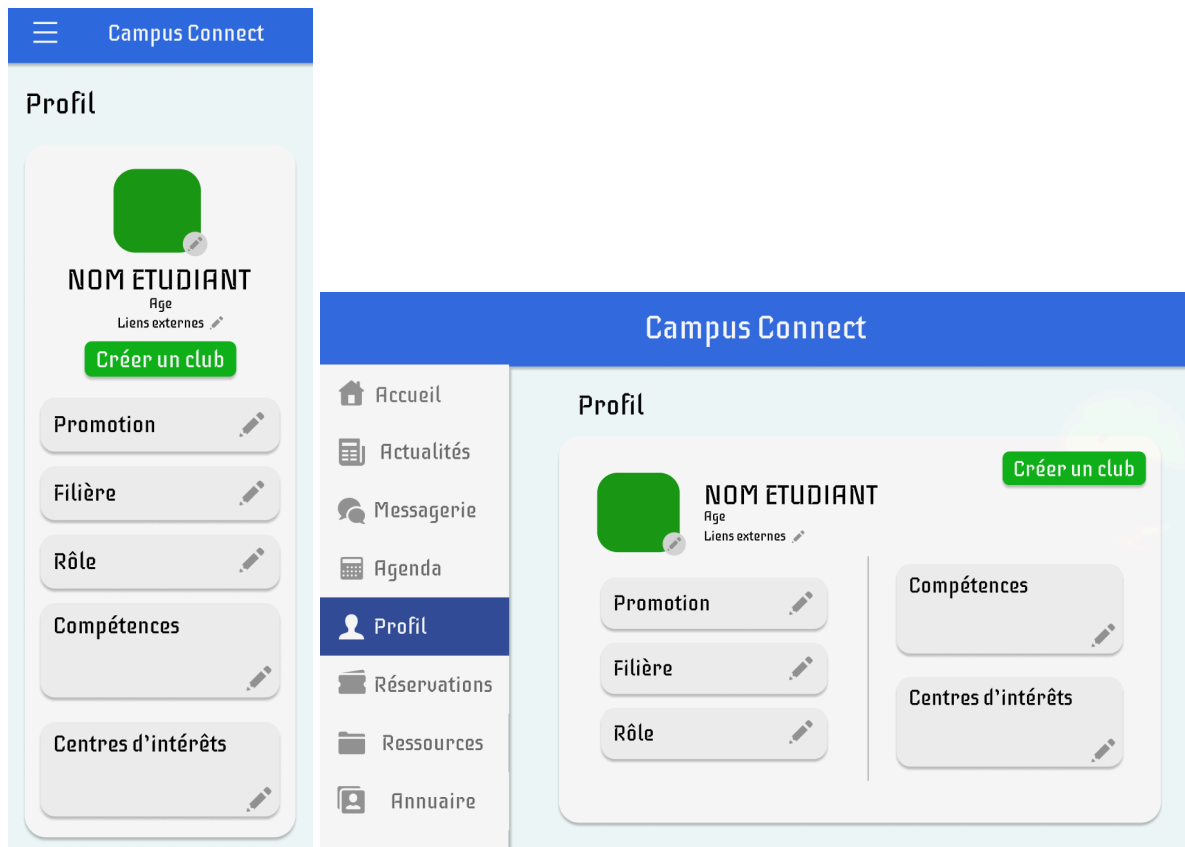 Campus Connect
Profil
NOM ETUDIANT
Age
Liens externes
Créer un club
Promotion
Filière
Rôle
Compétences
Centres d'intérêts
Campus Connect
Accueil
Actualités
Messagerie
Agenda
Profil
Réservations
Ressources
Annuaire
Profil
Créer un club
NOM ETUDIANT
Age
Liens externes
Promotion
Filière
Rôle
Compétences
Centres d'intérêts